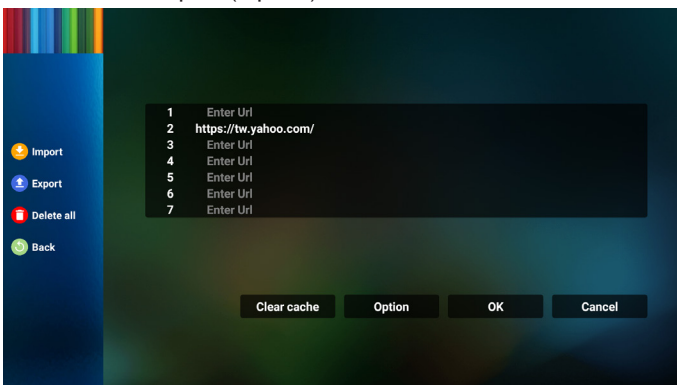 Import
Export
Delete all
Back
1 Enter Url
2 https://tw.yahoo.com/
3 Enter Url
4 Enter Url
5 Enter Url
6 Enter Url
7 Enter Url
Clear cache Option OK Cancel